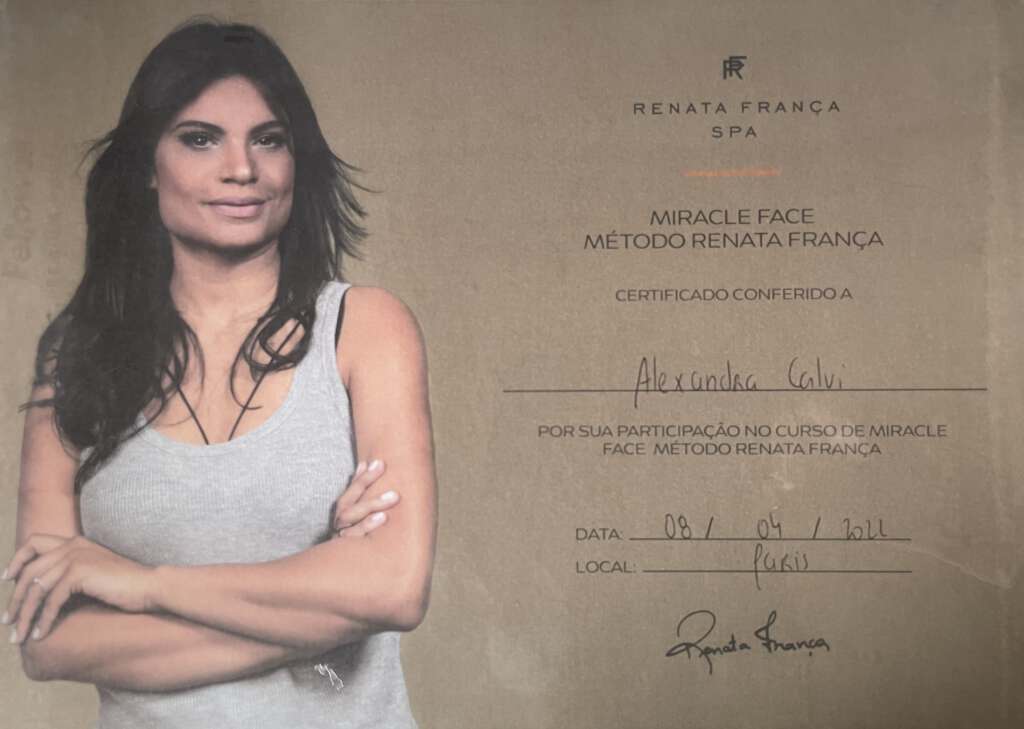 RF
RENATA FRANÇA
SPA
MIRACLE FACE
MÉTODO RENATA FRANÇA
CERTIFICADO CONFERIDO A
Alexandra Calvi
POR SUA PARTICIPAÇÃO NO CURSO DE MIRACLE
FACE MÉTODO RENATA FRANÇA
DATA: 08 / 04 / 2022
LOCAL: PARIS
Renata França